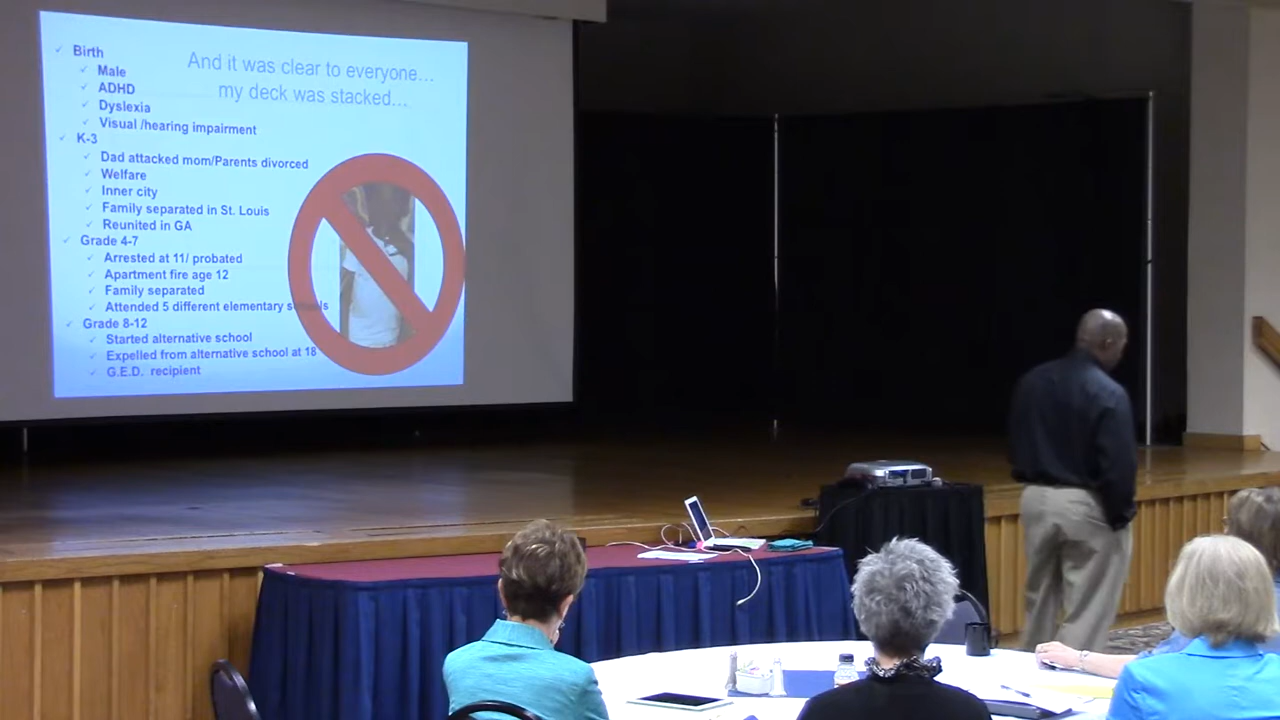 And it was clear to everyone…
my deck was stacked…
Birth
Male
ADHD
Dyslexia
Visual /hearing impairment
K-3
Dad attacked mom/Parents divorced
Welfare
Inner city
Family separated in St. Louis
Reunited in GA
Grade 4-7
Arrested at 11/ probated
Apartment fire age 12
Family separated
Attended 5 different elementary schools
Grade 8-12
Started alternative school
Expelled from alternative school at 18
G.E.D. recipient